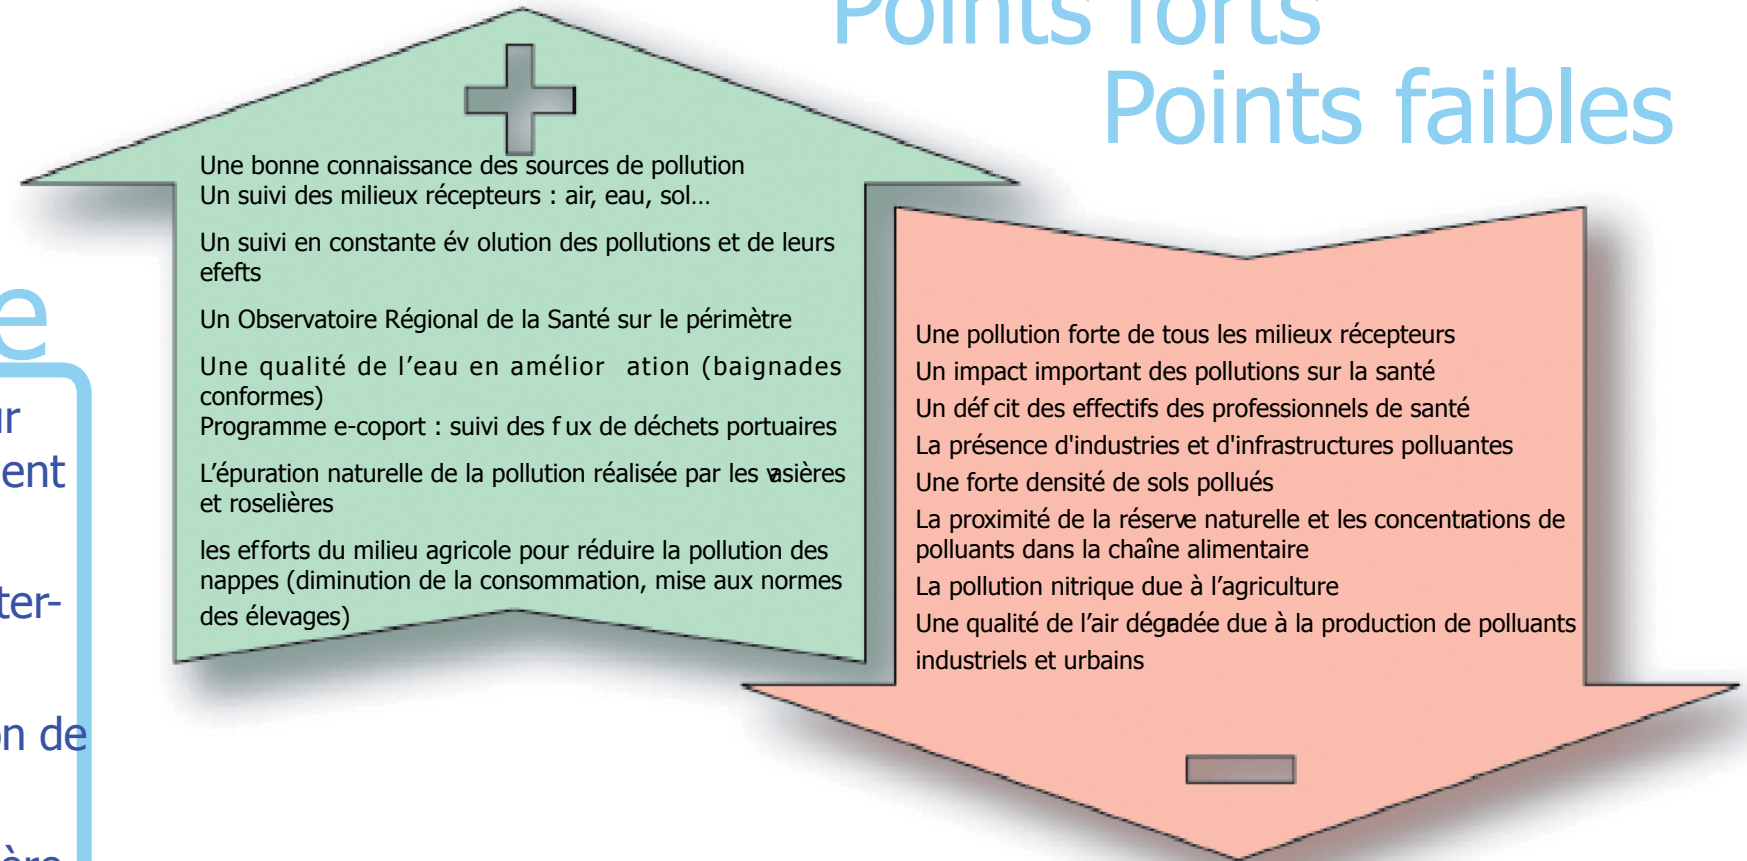 Points forts
Points faibles
Une bonne connaissance des sources de pollution
Un suivi des milieux récepteurs : air, eau, sol…
Un suivi en constante év olution des pollutions et de leurs
efefts
Un Observatoire Régional de la Santé sur le périmètre
Une qualité de l’eau en amélior ation (baignades
conformes)
Programme e-coport : suivi des f ux de déchets portuaires
L’épuration naturelle de la pollution réalisée par les vasières
et roselières
les efforts du milieu agricole pour réduire la pollution des
nappes (diminution de la consommation, mise aux normes
des élevages)
Une pollution forte de tous les milieux récepteurs
Un impact important des pollutions sur la santé
Un déf cit des effectifs des professionnels de santé
La présence d'industries et d'infrastructures polluantes
Une forte densité de sols pollués
La proximité de la réserve naturelle et les concentrations de
polluants dans la chaîne alimentaire
La pollution nitrique due à l’agriculture
Une qualité de l’air dégradée due à la production de polluants
industriels et urbains
e
ur
ent
ter-
on de